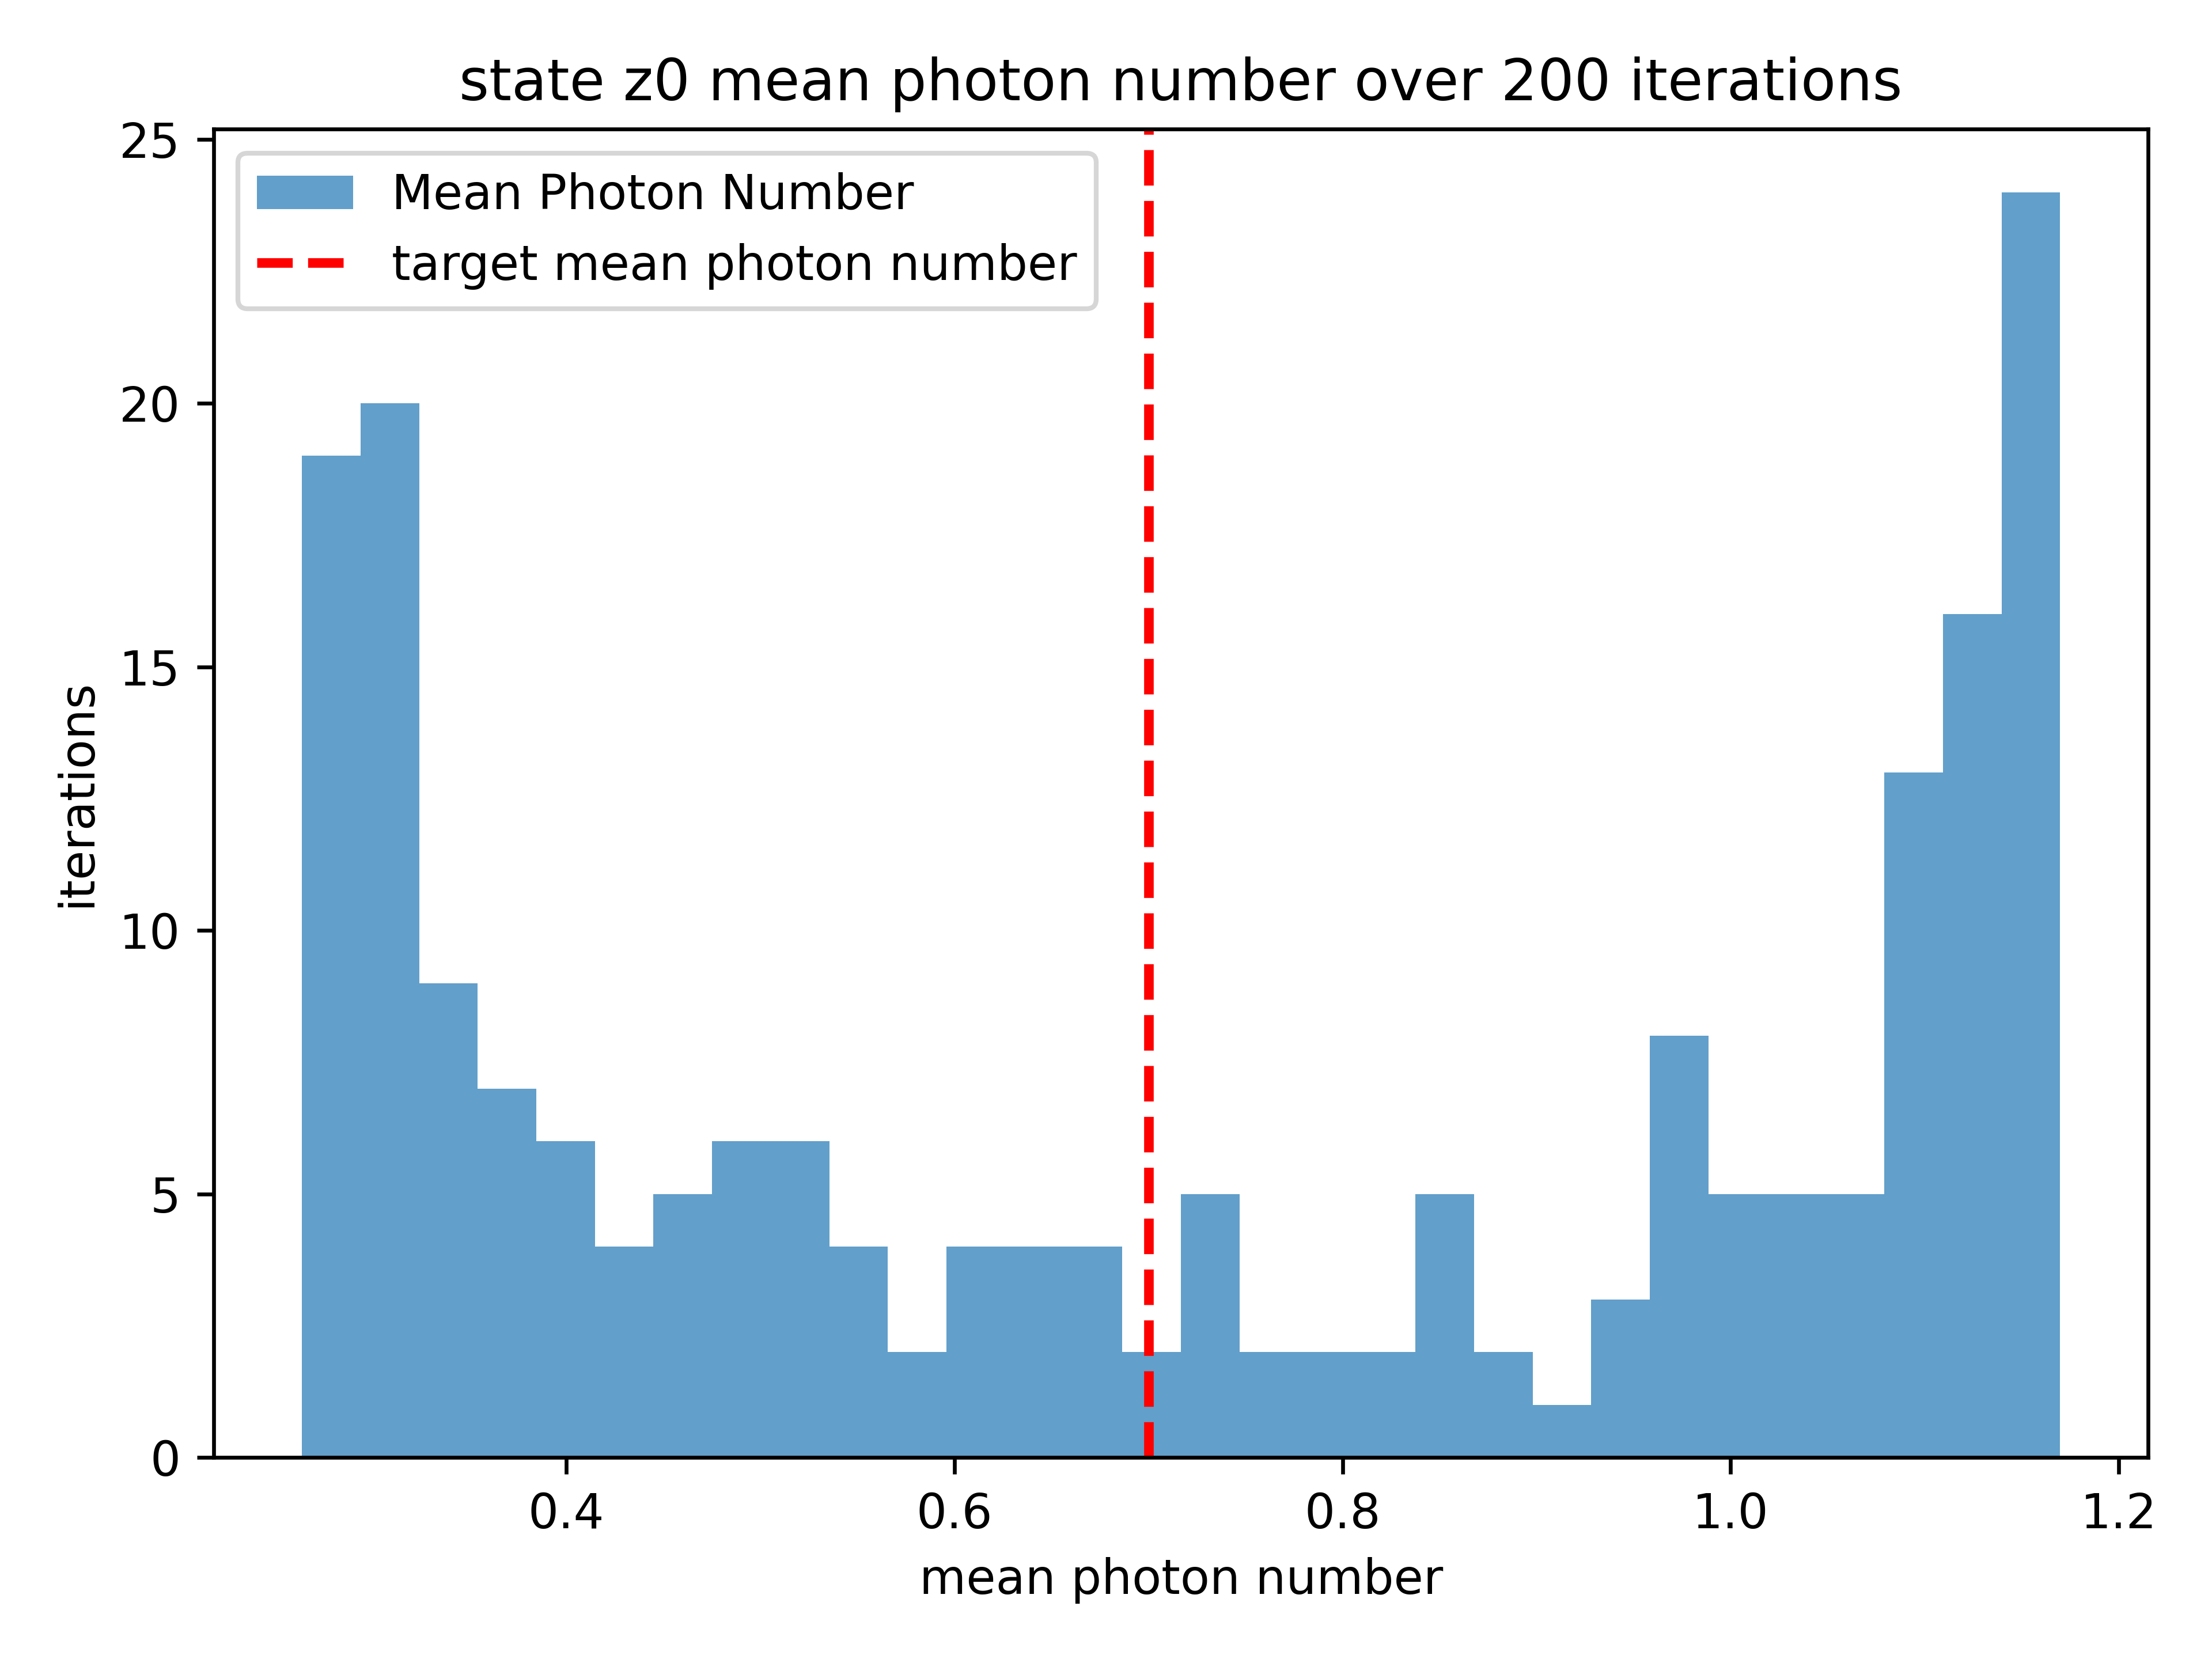 state z0 mean photon number over 200 iterations
25
20
15
10
5
0
iterations
Mean Photon Number
target mean photon number
0.4
0.6
0.8
1.0
1.2
mean photon number